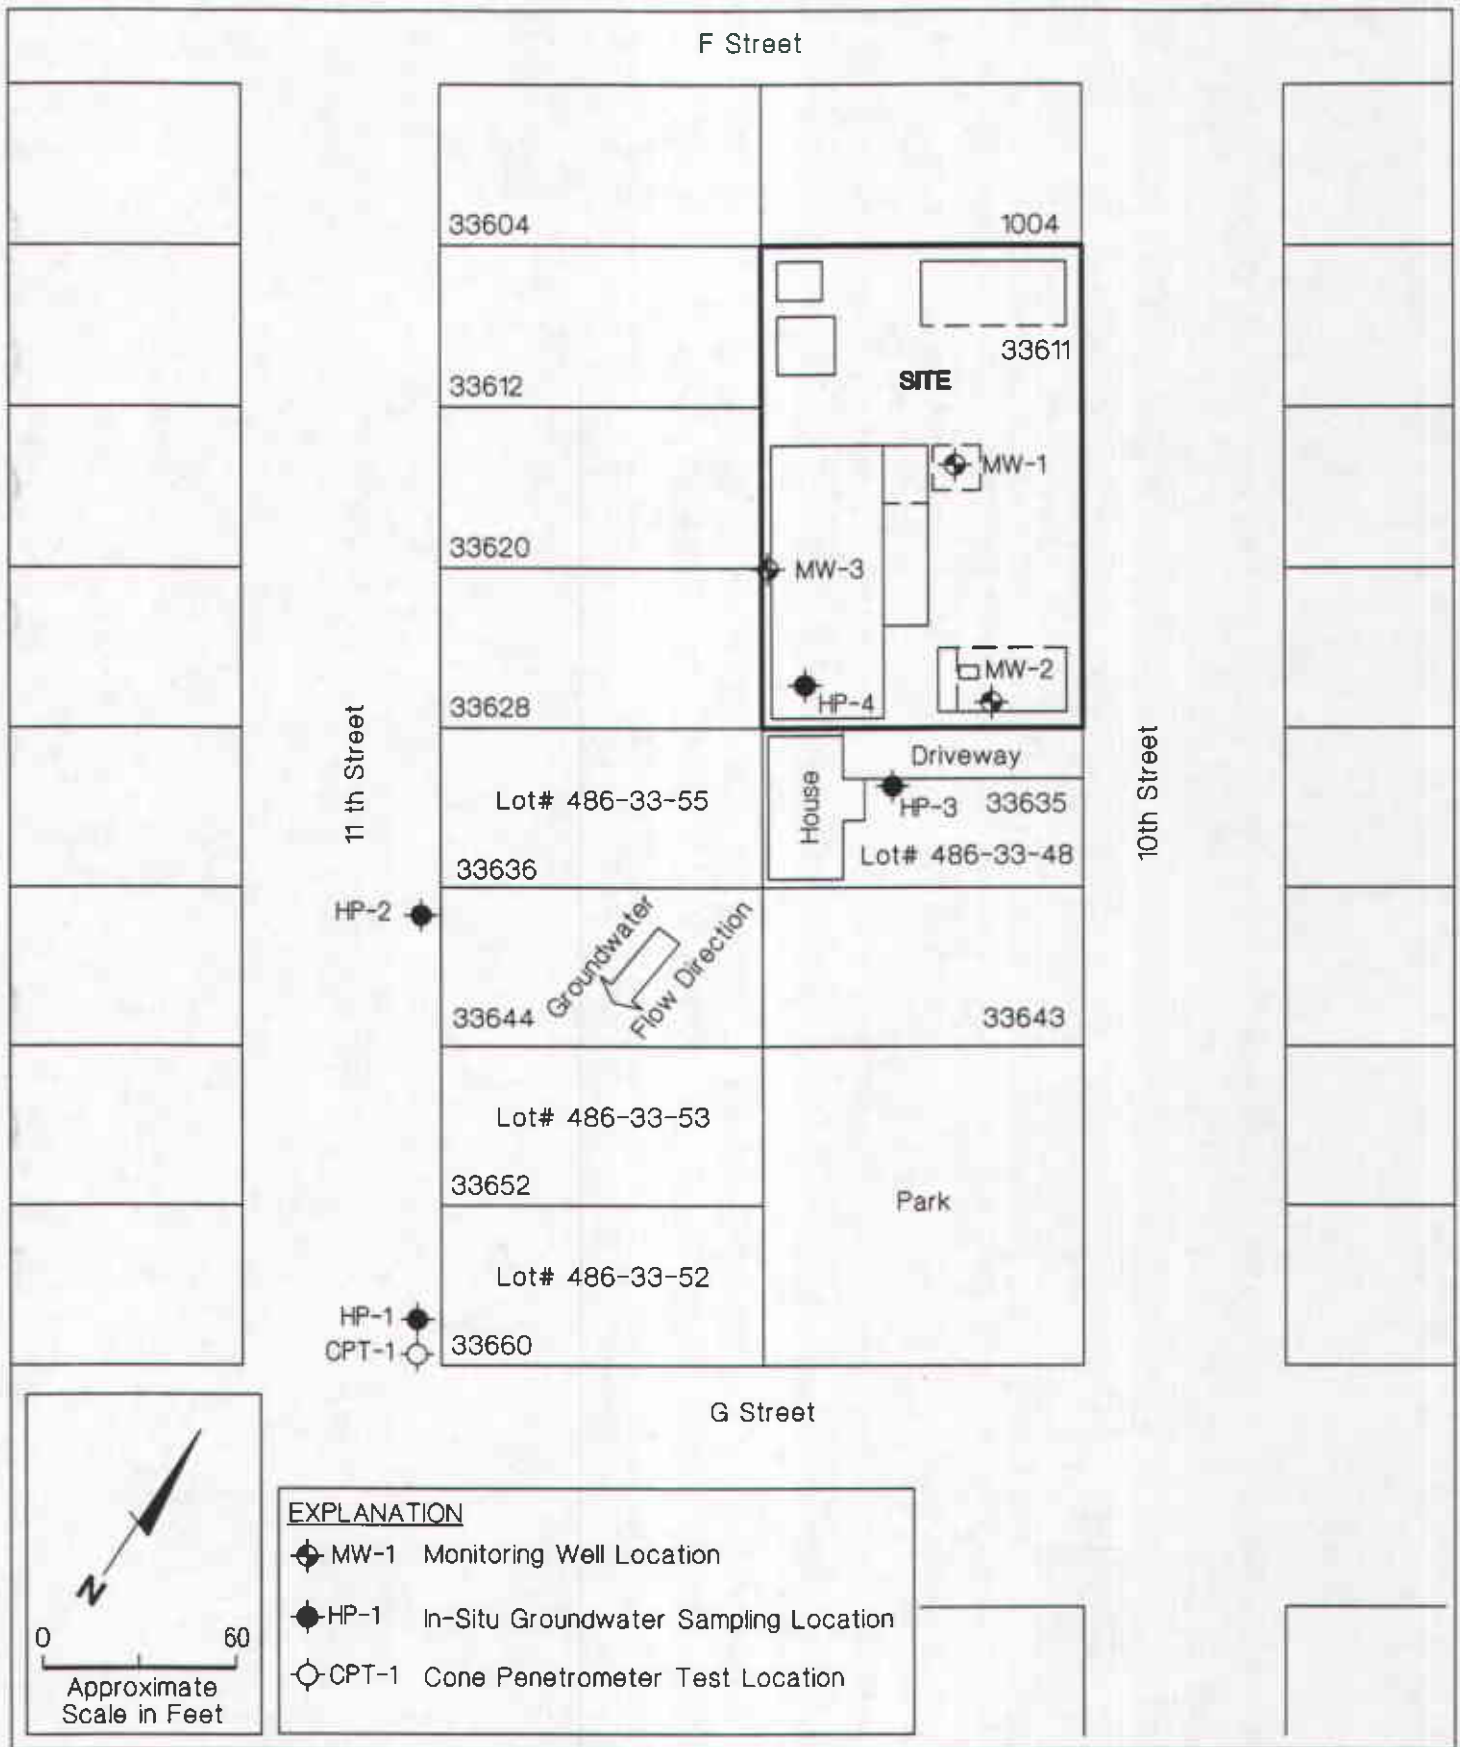 F Street
33604
1004
33611
SITE
33612
MW-1
33620
MW-3
MW-2
HP-4
33628
11 th Street
10th Street
Driveway
House
HP-3
33635
Lot# 486-33-55
Lot# 486-33-48
33636
HP-2
Groundwater
Flow Direction
33644
33643
Lot# 486-33-53
33652
Park
Lot# 486-33-52
HP-1
CPT-1
33660
G Street
N
0 60
Approximate
Scale in Feet
EXPLANATION
MW-1 Monitoring Well Location
HP-1 In-Situ Groundwater Sampling Location
CPT-1 Cone Penetrometer Test Location